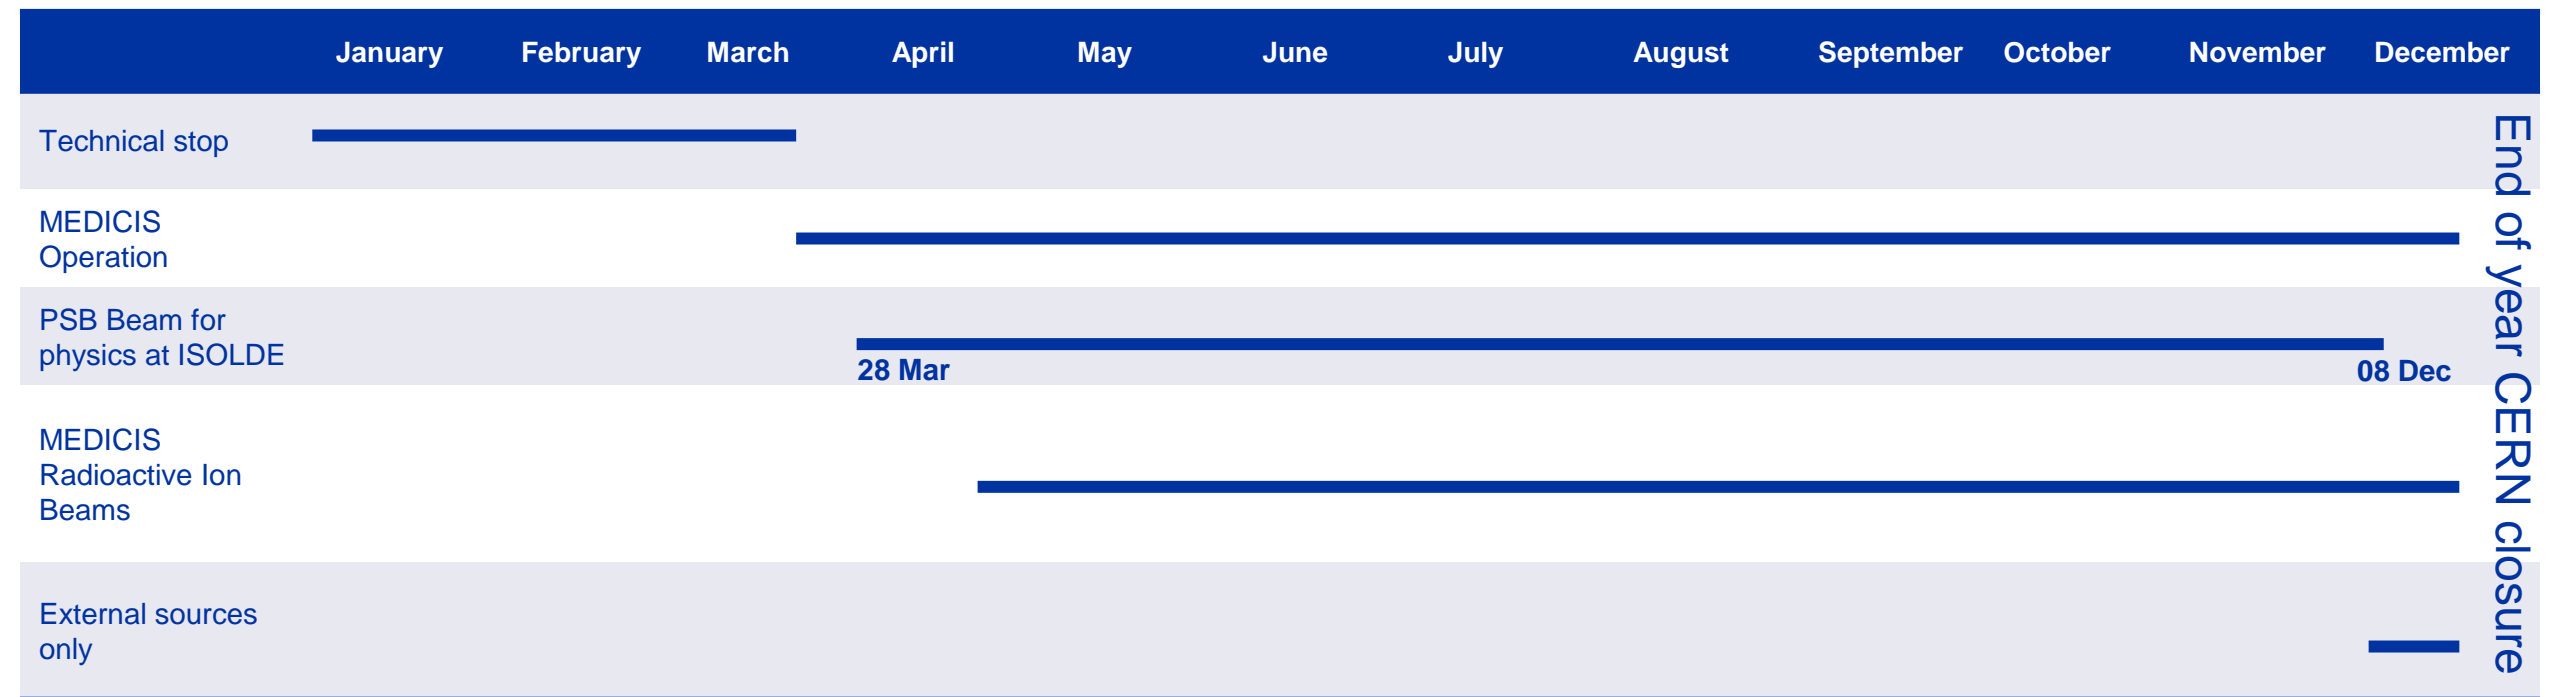 January February March April May June July August September October November December
Technical stop
MEDICIS
Operation
PSB Beam for
physics at ISOLDE
28 Mar
08 Dec
MEDICIS
Radioactive Ion
Beams
External sources
only
End of year CERN closure